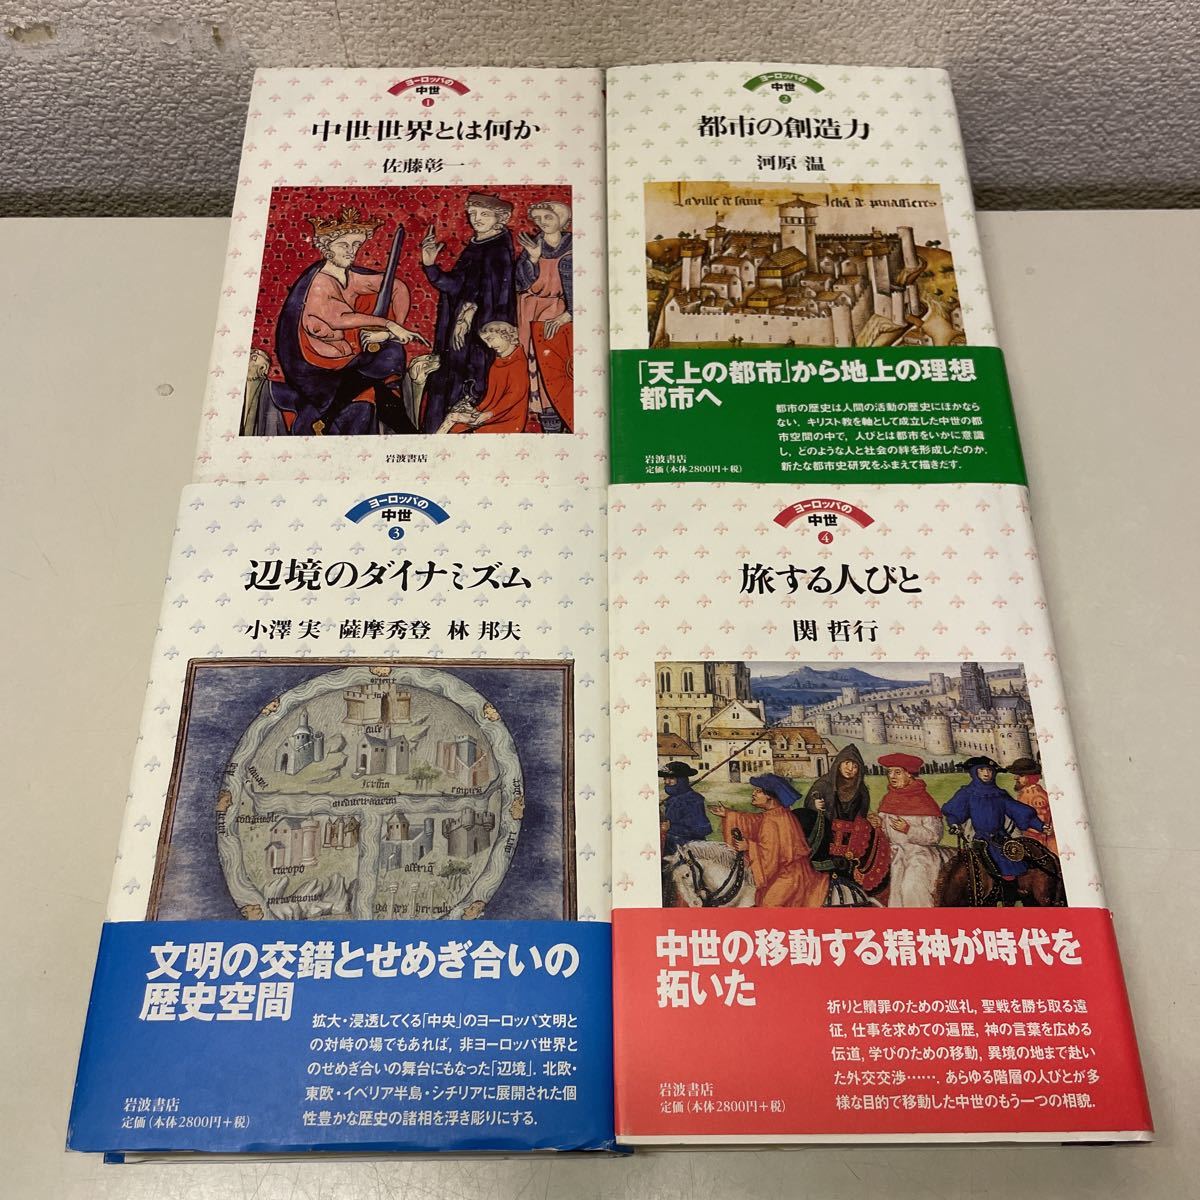 ヨーロッパの
中世
1
中世世界とは何か
佐藤彰一
岩波書店
ヨーロッパの
中世
2
都市の創造力
河原 温
La ville de sainc
「天上の都市」から地上の理想
都市へ
都市の歴史は人間の活動の歴史にほかなら
ない. キリスト教を軸として成立した中世の都
市空間の中で, 人びとは都市をいかに意識
し, どのような人と社会の絆を形成したのか.
新たな都市史研究をふまえて描きだす.
岩波書店
定価(本体2800円+税)
ヨーロッパの
中世
3
辺境のダイナミズム
小澤 実 薩摩秀登 林 邦夫
orient
europo
文明の交錯とせめぎ合いの
歴史空間
拡大・浸透してくる「中央」のヨーロッパ文明と
の対峙の場でもあれば, 非ヨーロッパ世界と
のせめぎ合いの舞台にもなった「辺境」. 北欧・
東欧・イベリア半島・シチリアに展開された個
性豊かな歴史の諸相を浮き彫りにする.
岩波書店
定価(本体2800円+税)
ヨーロッパの
中世
4
旅する人びと
関 哲行
中世の移動する精神が時代を
拓いた
祈りと贖罪のための巡礼, 聖戦を勝ち取る遠
征, 仕事を求めての遍歴, 神の言葉を広める
伝道, 学びのための移動, 異境の地まで赴い
た外交交渉……. あらゆる階層の人びとが多
様な目的で移動した中世のもう一つの相貌.
岩波書店
定価(本体2800円+税)